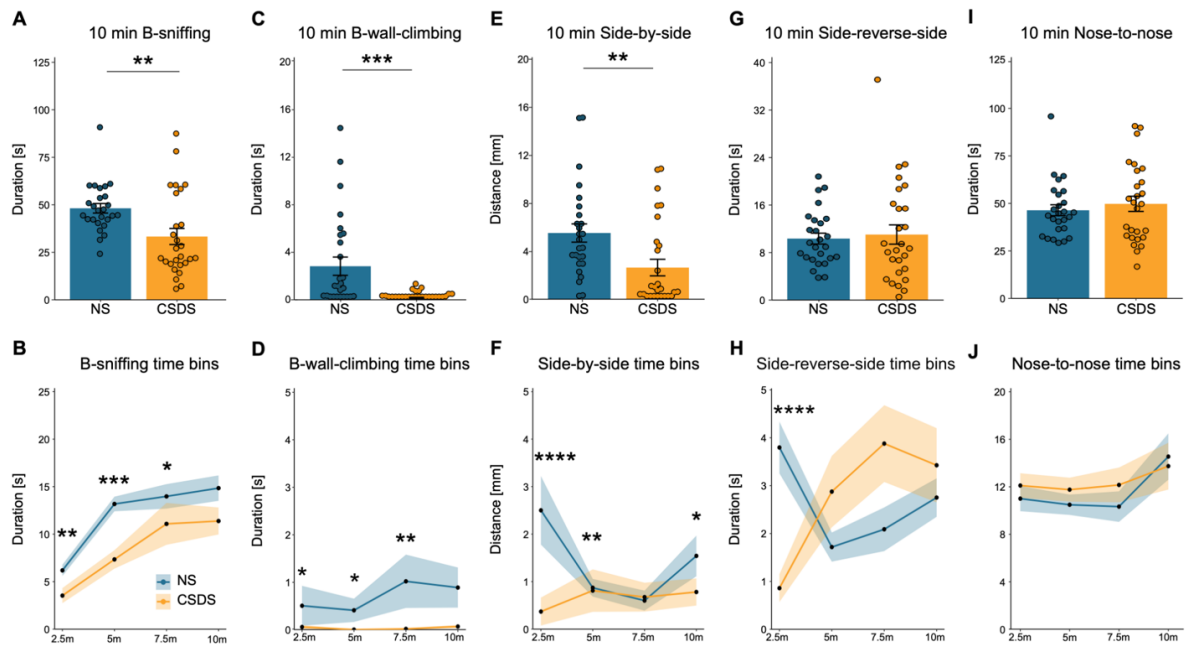 A
10 min B-sniffing
**
Duration [s]
125
100
75
50
25
0
NS
CSDS
C
10 min B-wall-climbing
***
Duration [s]
20
16
12
8
4
0
NS
CSDS
E
10 min Side-by-side
**
Distance [mm]
20
16
12
8
4
0
NS
CSDS
G
10 min Side-reverse-side
Duration [s]
40
32
24
16
8
0
NS
CSDS
I
10 min Nose-to-nose
Duration [s]
125
100
75
50
25
0
NS
CSDS
B
B-sniffing time bins
Duration [s]
25
20
15
10
5
0
**
***
*
NS
CSDS
2.5m 5m 7.5m 10m
D
B-wall-climbing time bins
Duration [s]
5
4
3
2
1
0
*
*
**
2.5m 5m 7.5m 10m
F
Side-by-side time bins
Distance [mm]
5
4
3
2
1
0
****
**
*
2.5m 5m 7.5m 10m
H
Side-reverse-side time bins
Duration [s]
5
4
3
2
1
0
****
2.5m 5m 7.5m 10m
J
Nose-to-nose time bins
Duration [s]
20
16
12
8
4
0
2.5m 5m 7.5m 10m